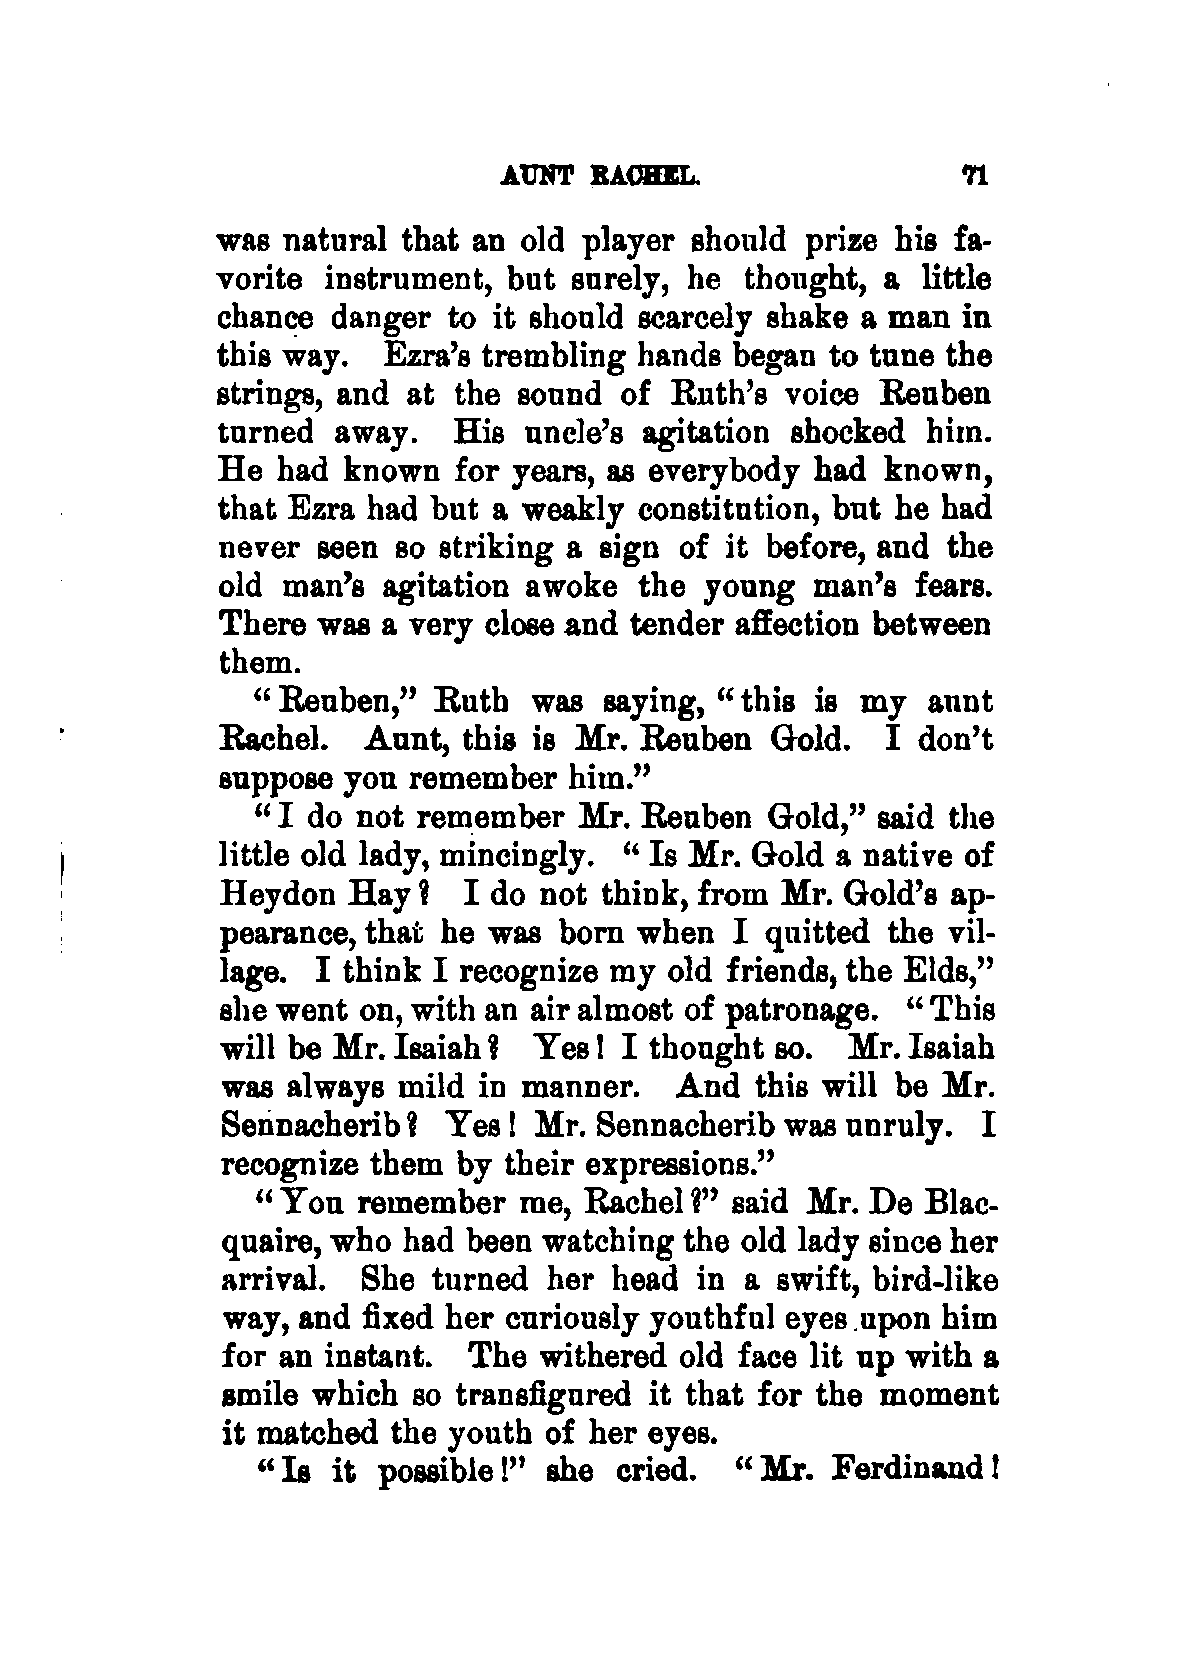 AUNT RACHEL. 71
was natural that an old player should prize his fa-
vorite instrument, but surely, he thought, a little
chance danger to it should scarcely shake a man in
this way. Ezra's trembling hands began to tune the
strings, and at the sound of Ruth's voice Reuben
turned away. His uncle's agitation shocked him.
He had known for years, as everybody had known,
that Ezra had but a weakly constitution, but he had
never seen so striking a sign of it before, and the
old man's agitation awoke the young man's fears.
There was a very close and tender affection between
them.
"Reuben," Ruth was saying, "this is my aunt
Rachel. Aunt, this is Mr. Reuben Gold. I don't
suppose you remember him."
"I do not remember Mr. Reuben Gold," said the
little old lady, mincingly. "Is Mr. Gold a native of
Heydon Hay? I do not think, from Mr. Gold's ap-
pearance, that he was born when I quitted the vil-
lage. I think I recognize my old friends, the Elds,"
she went on, with an air almost of patronage. "This
will be Mr. Isaiah? Yes! I thought so. Mr. Isaiah
was always mild in manner. And this will be Mr.
Sennacherib? Yes! Mr. Sennacherib was unruly. I
recognize them by their expressions."
"You remember me, Rachel?" said Mr. De Blac-
quaire, who had been watching the old lady since her
arrival. She turned her head in a swift, bird-like
way, and fixed her curiously youthful eyes upon him
for an instant. The withered old face lit up with a
smile which so transfigured it that for the moment
it matched the youth of her eyes.
"Is it possible!" she cried. "Mr. Ferdinand!